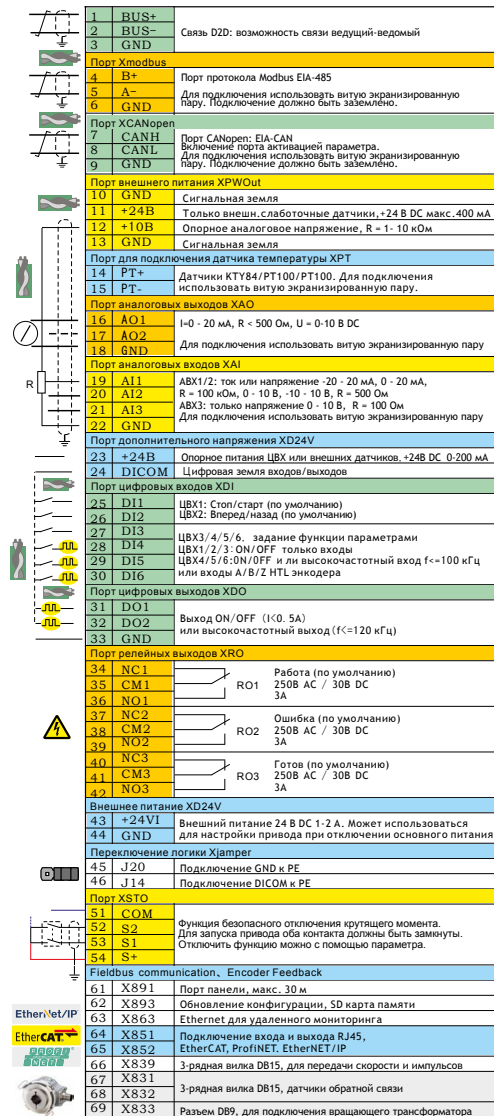 1 BUS+
2 BUS-
3 GND
Связь D2D: возможность связи ведущий-ведомый
Порт Xmodbus
4 B+
5 A-
6 GND
Порт протокола Modbus EIA-485
Для подключения использовать витую экранизированную
пару. Подключение должно быть заземлено.
Порт XCANopen
7 CANH
8 CANL
9 GND
Порт CANopen: EIA-CAN
Включение порта активацией параметра.
Для подключения использовать витую экранизированную
пару. Подключение должно быть заземлено.
Порт внешнего питания XPWOut
10 GND Сигнальная земля
11 +24B Только внешн.слаботочные датчики,+24 В DC макс.400 мА
12 +10B Опорное аналоговое напряжение, R = 1- 10 кОм
13 GND Сигнальная земля
Порт для подключения датчика температуры XPT
14 PT+
15 PT-
Датчики KTY84/PT100/PT100. Для подключения
использовать витую экранизированную пару.
Порт аналоговых выходов XAO
16 AO1
17 AO2
18 GND
I=0 - 20 мА, R < 500 Ом, U = 0-10 В DC
Для подключения использовать витую экранизированную пару
Порт аналоговых входов XAI
R
19 AI1
20 AI2
21 AI3
22 GND
АВХ1/2: ток или напряжение -20 - 20 мА, 0 - 20 мА,
R = 100 кОм, 0 - 10 В, -10 - 10 В, R = 500 Ом
АВХ3: только напряжение 0 - 10 В, R = 100 Ом
Для подключения использовать витую экранизированную пару
Порт дополнительного напряжения XD24V
23 +24B Опорное питания ЦВХ или внешних датчиков, +24В DC 0-200 мА
24 DICOM Цифровая земля входов/выходов
Порт цифровых входов XDI
25 DI1
26 DI2
27 DI3
28 DI4
29 DI5
30 DI6
ЦВХ1: Стоп/старт (по умолчанию)
ЦВХ2: Вперед/назад (по умолчанию)
ЦВХ3/4/5/6, задание функции параметрами
ЦВХ1/2/3:ON/OFF только входы
ЦВХ4/5/6:ON/OFF и ли высокочастотный вход f<=100 кГц
или входы A/B/Z HTL энкодера
Порт цифровых выходов XDO
31 DO1
32 DO2
33 GND
Выход ON/OFF (I<0. 5A)
или высокочастотный выход(f<=120 кГц)
Порт релейных выходов XRO
34 NC1
35 CM1
36 NO1
RO1
Работа (по умолчанию)
250В AC / 30В DC
3А
37 NC2
38 CM2
39 NO2
RO2
Ошибка (по умолчанию)
250В AC / 30В DC
3А
40 NC3
41 CM3
42 NO3
RO3
Готов (по умолчанию)
250В AC / 30В DC
3А
Внешнее питание XD24V
43 +24VI
44 GND
Внешний питание 24 В DC 1-2 А. Может использоваться
для настройки привода при отключении основного питания
Переключение логики Xjamper
45 J20 Подключение GND к PE
46 J14 Подключение DICOM к PE
Порт XSTO
51 COM
52 S2
53 S1
54 S+
Функция безопасного отключения крутящего момента.
Для запуска привода оба контакта должны быть замкнуты.
Отключить функцию можно с помощью параметра.
Fieldbus communication、Encoder Feedback
61 X891 Порт панели, макс. 30 м
62 X893 Обновление конфигурации, SD карта памяти
63 X863 Ethernet для удаленного мониторинга
EtherNet/IP
EtherCAT
PROFI
NET
64 X851
65 X852
Подключение входа и выхода RJ45,
EtherCAT, ProfiNET. EtherNET/IP
66 X839 3-рядная вилка DB15, для передачи скорости и импульсов
67 X831
68 X832
3-рядная вилка DB15, датчики обратной связи
69 X833 Разъем DB9, для подключения вращающего трансформатора